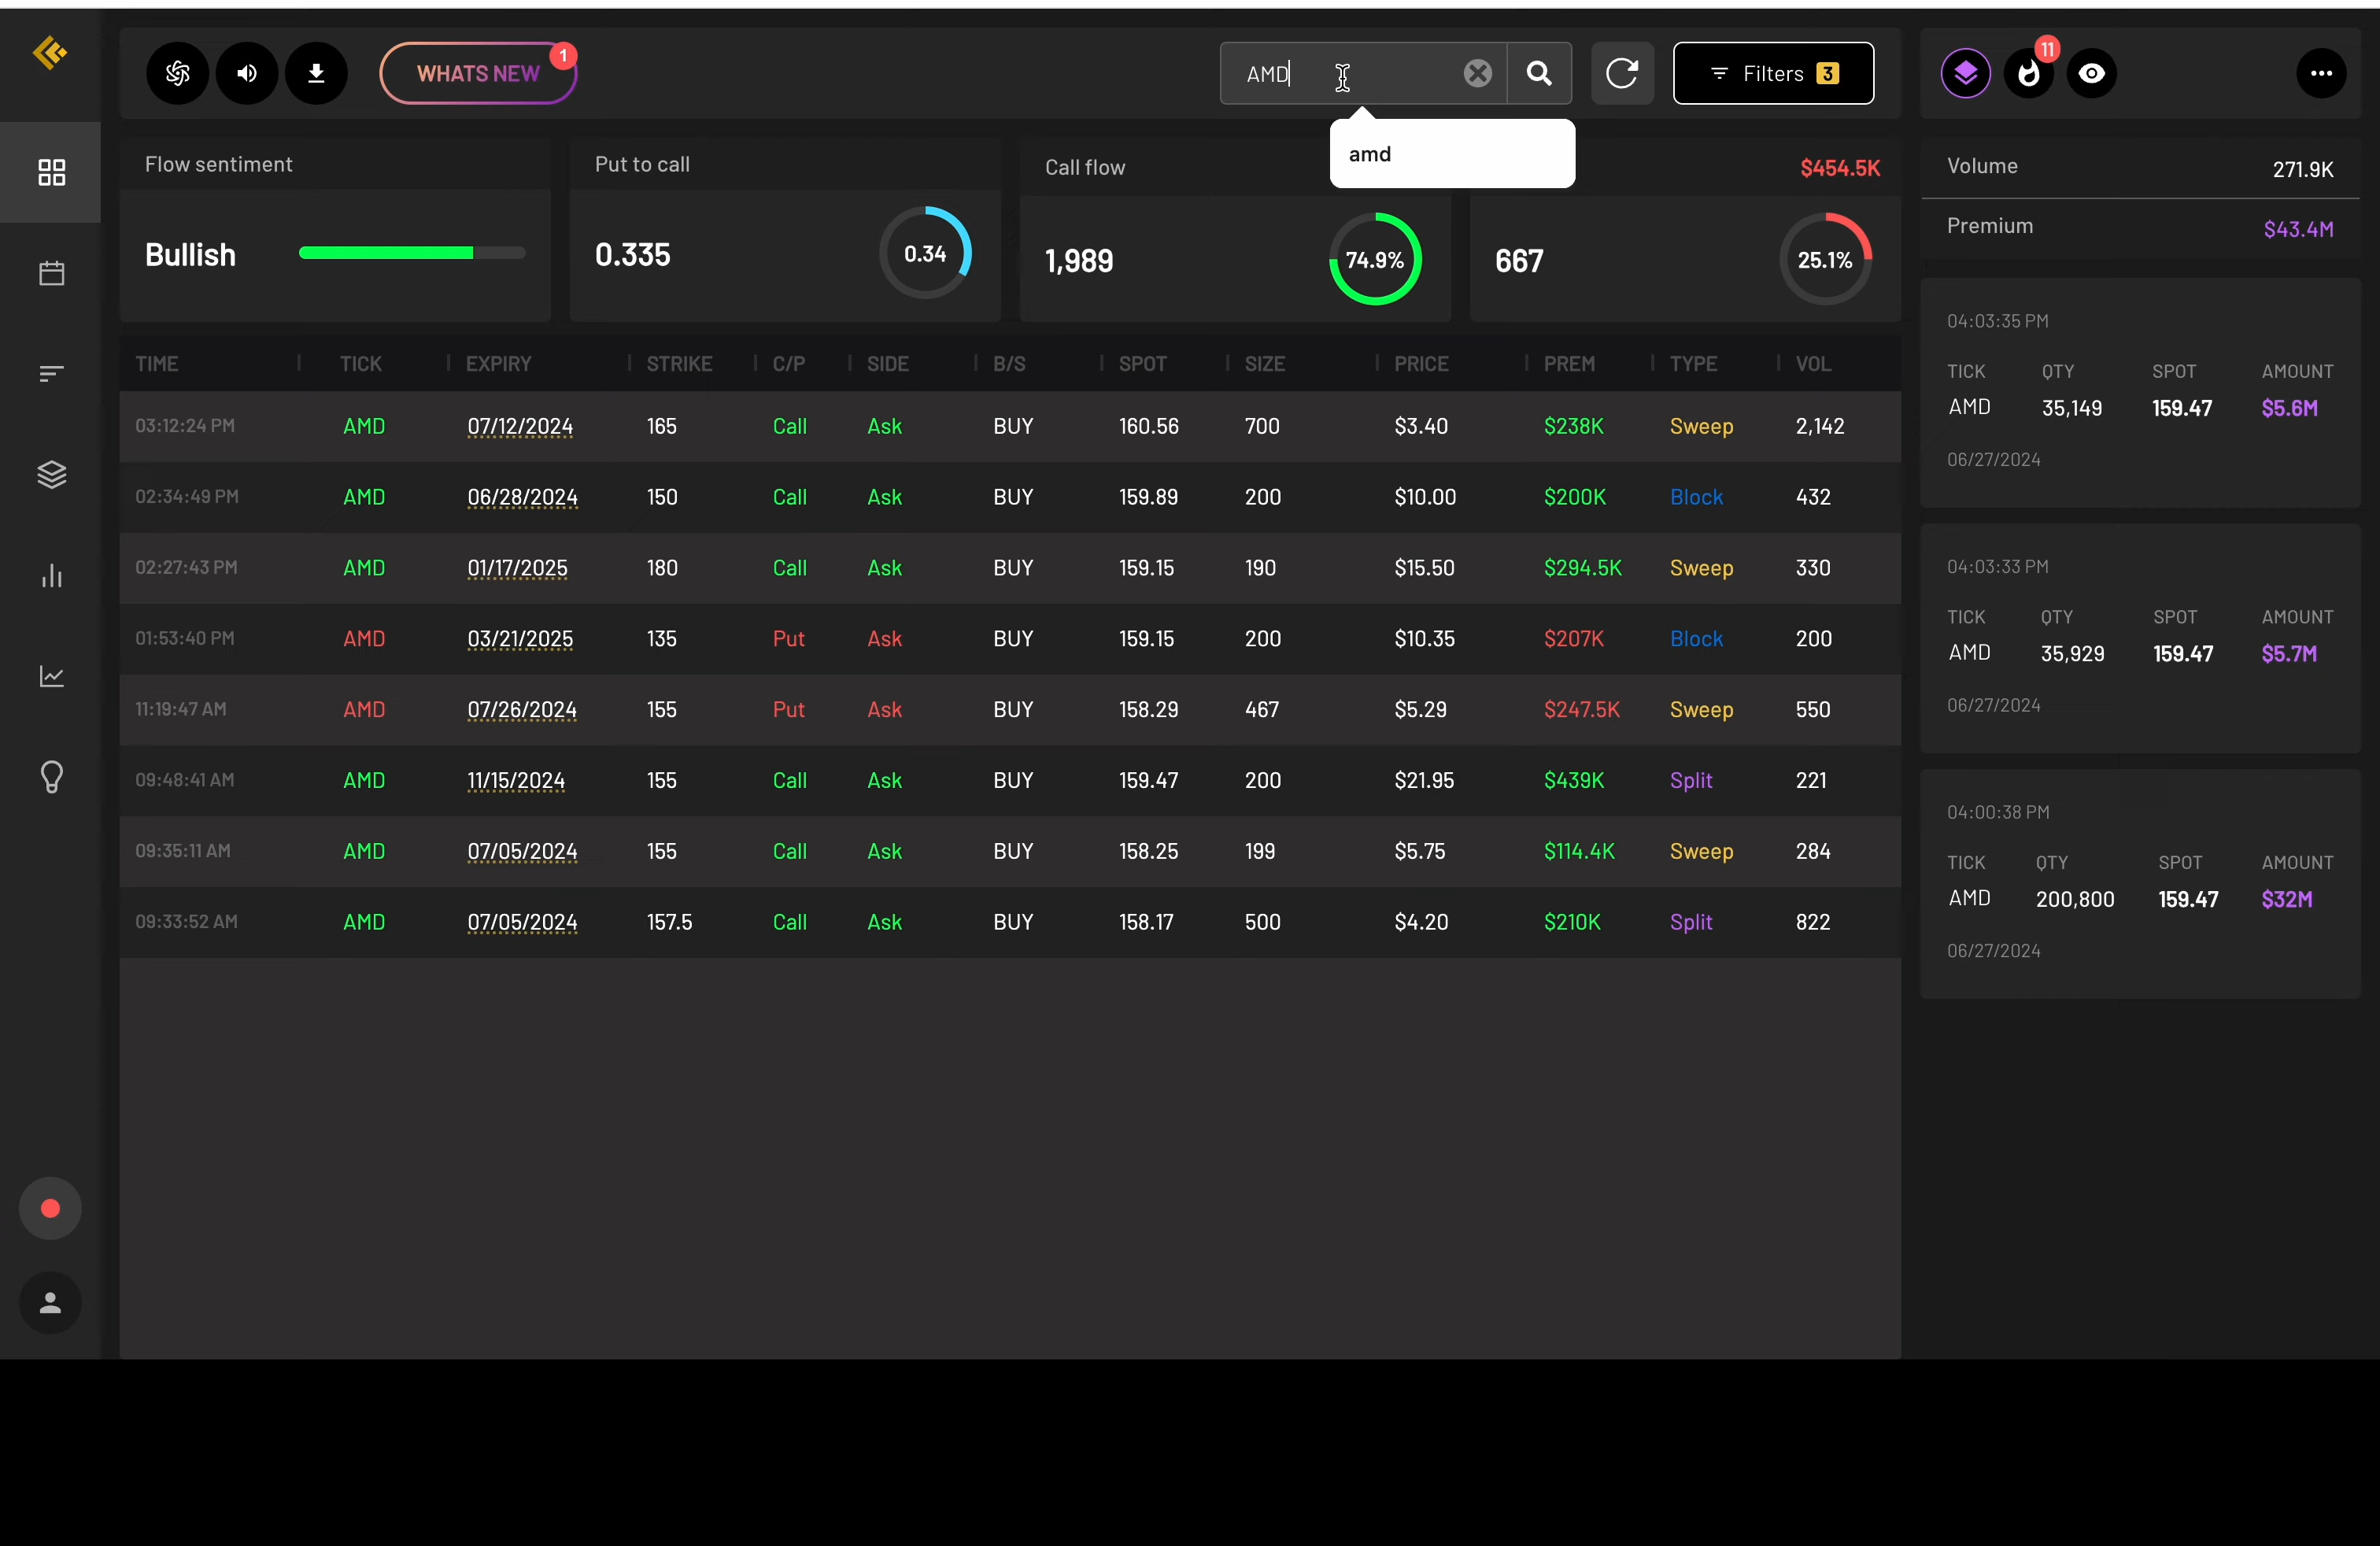 WHATS NEW 1
AMD
Filters 3
11
amd
Flow sentiment
Bullish
Put to call
0.335
0.34
Call flow
1,989
74.9%
$454.5K
667
25.1%
Volume 271.9K
Premium $43.4M
TIME TICK EXPIRY STRIKE C/P SIDE B/S SPOT SIZE PRICE PREM TYPE VOL
03:12:24 PM AMD 07/12/2024 165 Call Ask BUY 160.56 700 $3.40 $238K Sweep 2,142
02:34:49 PM AMD 06/28/2024 150 Call Ask BUY 159.89 200 $10.00 $200K Block 432
02:27:43 PM AMD 01/17/2025 180 Call Ask BUY 159.15 190 $15.50 $294.5K Sweep 330
01:53:40 PM AMD 03/21/2025 135 Put Ask BUY 159.15 200 $10.35 $207K Block 200
11:19:47 AM AMD 07/26/2024 155 Put Ask BUY 158.29 467 $5.29 $247.5K Sweep 550
09:48:41 AM AMD 11/15/2024 155 Call Ask BUY 159.47 200 $21.95 $439K Split 221
09:35:11 AM AMD 07/05/2024 155 Call Ask BUY 158.25 199 $5.75 $114.4K Sweep 284
09:33:52 AM AMD 07/05/2024 157.5 Call Ask BUY 158.17 500 $4.20 $210K Split 822
04:03:35 PM
TICK QTY SPOT AMOUNT
AMD 35,149 159.47 $5.6M
06/27/2024
04:03:33 PM
TICK QTY SPOT AMOUNT
AMD 35,929 159.47 $5.7M
06/27/2024
04:00:38 PM
TICK QTY SPOT AMOUNT
AMD 200,800 159.47 $32M
06/27/2024